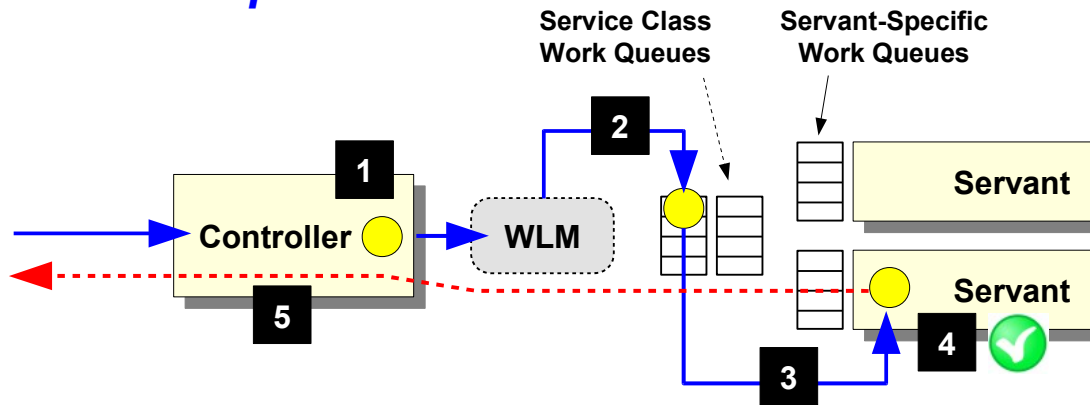 Service Class
Work Queues
Servant-Specific
Work Queues
2
1
Servant
Controller
WLM
Servant
5
4
3